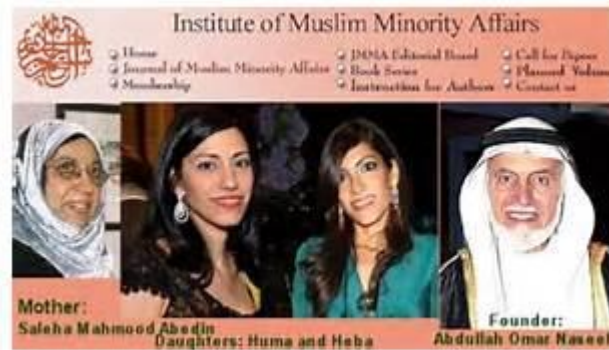 Institute of Muslim Minority Affairs
Home
Journal of Muslim Minority Affairs
Membership
JMMA Editorial Board
Book Series
Instruction for Authors
Call for Papers
Planned
Contact us
Mother:
Saleha Mahmood Abedin
Daughters: Huma and Heba
Founder:
Abdullah Omar Naseef